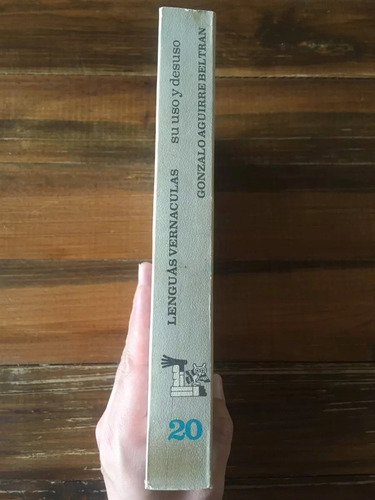 LENGUAS VERNACULAS su uso y desuso
GONZALO AGUIRRE BELTRAN
20